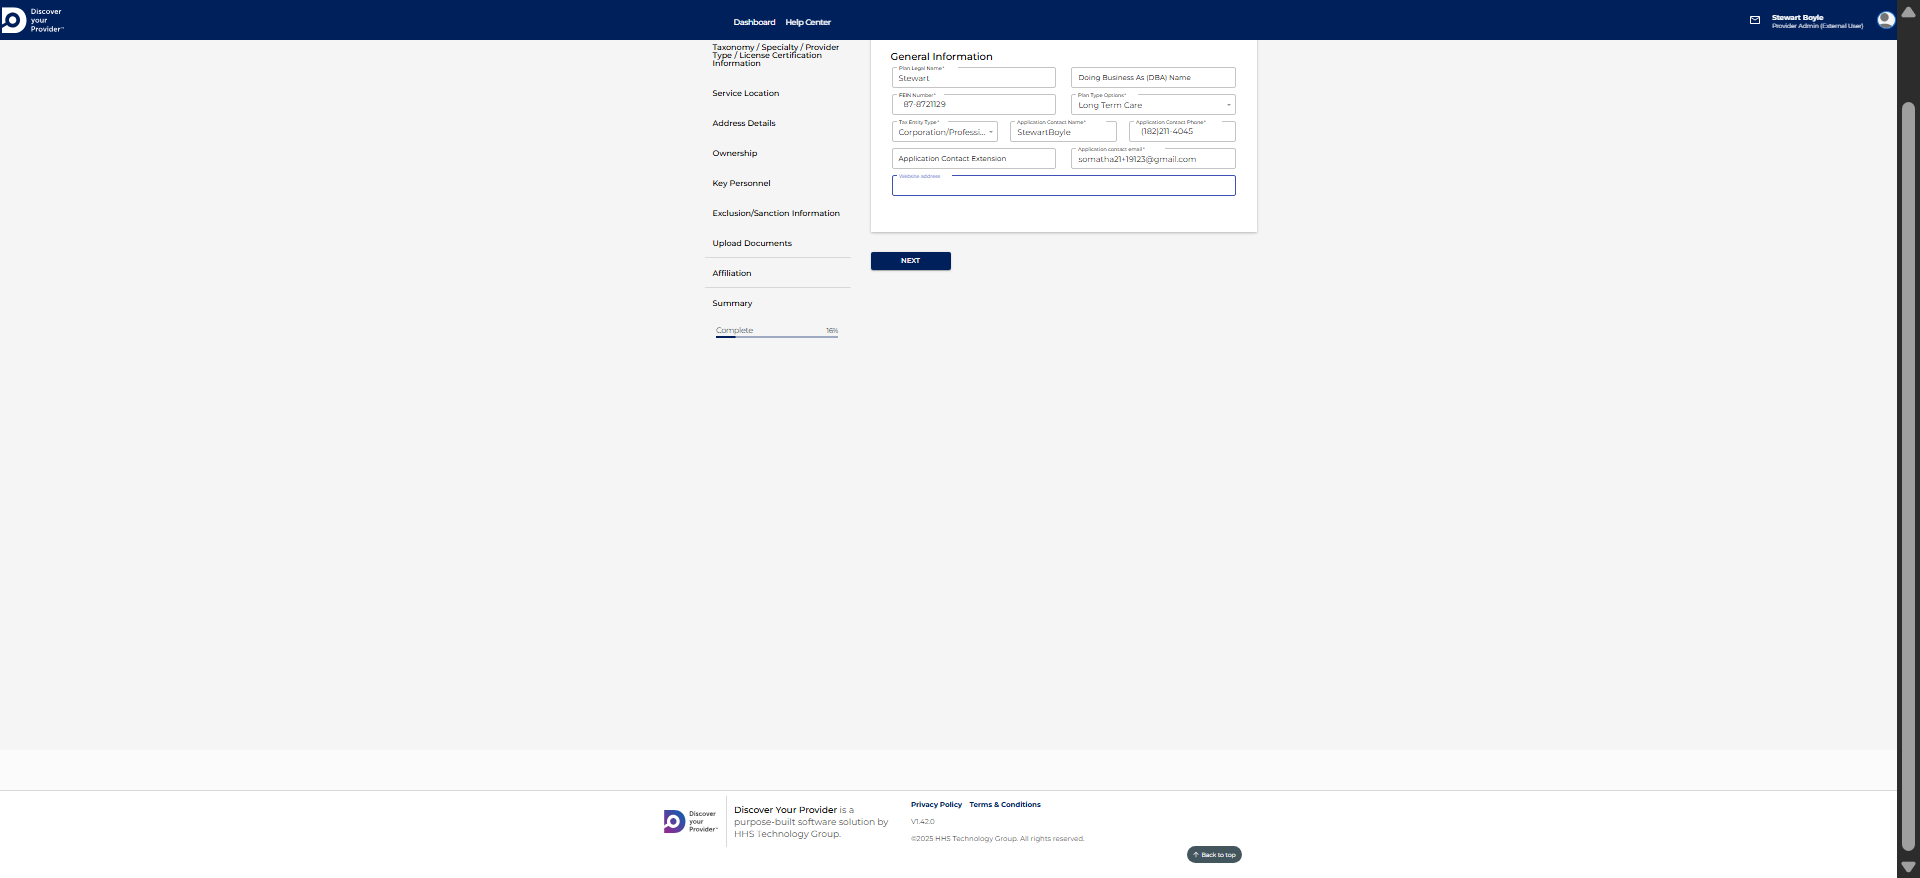 Discover
your
Provider™
Dashboard Help Center
Stewart Boyle
Provider Admin (External User)
Taxonomy / Specialty / Provider
Type / License Certification
Information
Service Location
Address Details
Ownership
Key Personnel
Exclusion/Sanction Information
Upload Documents
Affiliation
Summary
Complete 16%
General Information
Plan Legal Name*
Stewart
Doing Business As (DBA) Name
FEIN Number*
87-8721129
Plan Type Options*
Long Term Care
Tax Entity Type*
Corporation/Professi...
Application Contact Name*
StewartBoyle
Application Contact Phone*
(182)211-4045
Application Contact Extension
Application contact email*
somatha21+19123@gmail.com
Website address
NEXT
Discover
your
Provider™
Discover Your Provider is a
purpose-built software solution by
HHS Technology Group.
Privacy Policy Terms & Conditions
V1.42.0
©2025 HHS Technology Group. All rights reserved.
Back to top